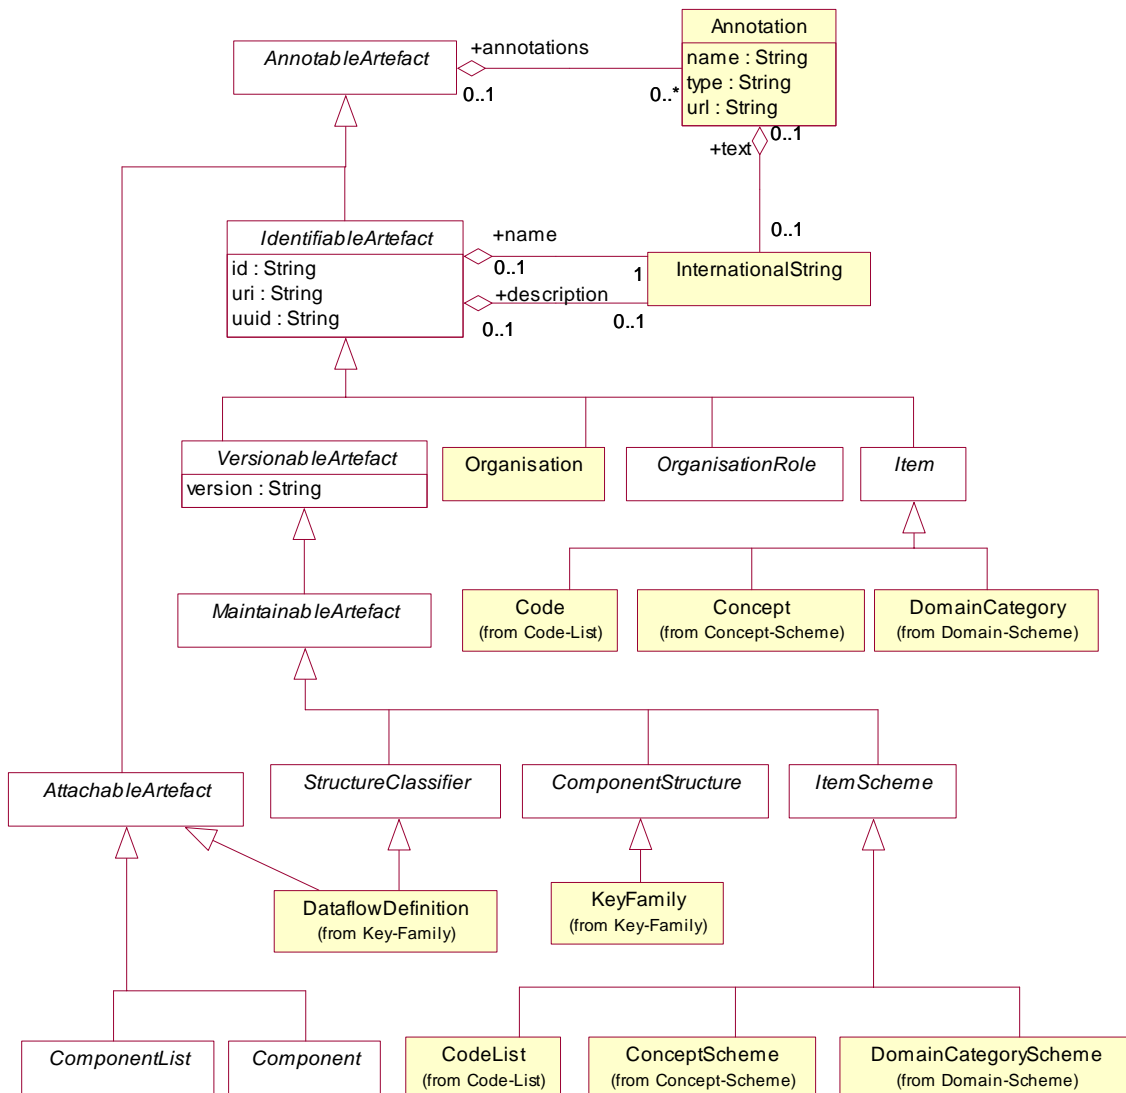 Annotation
+annotations
AnnotableArtefact
name : String
type : String
url : String
0..1
0..*
0..1
+text
IdentifiableArtefact
+name
0..1
id : String
uri : String
uuid : String
0..1
1
InternationalString
+description
0..1
0..1
VersionableArtefact
version : String
Organisation
OrganisationRole
Item
MaintainableArtefact
Code
(from Code-List)
Concept
(from Concept-Scheme)
DomainCategory
(from Domain-Scheme)
AttachableArtefact
StructureClassifier
ComponentStructure
ItemScheme
DataflowDefinition
(from Key-Family)
KeyFamily
(from Key-Family)
ComponentList
Component
CodeList
(from Code-List)
ConceptScheme
(from Concept-Scheme)
DomainCategoryScheme
(from Domain-Scheme)